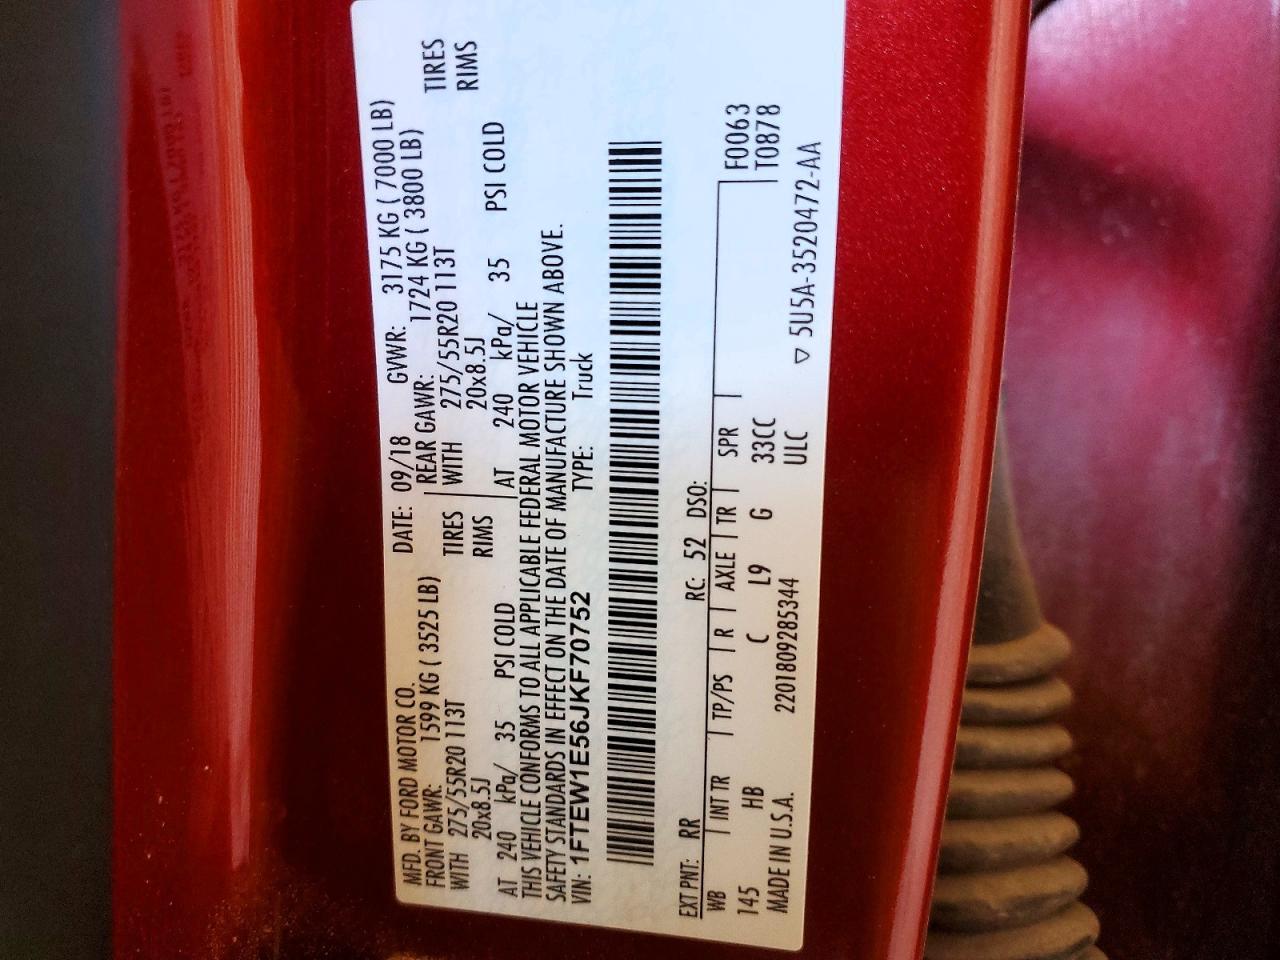 MFD. BY FORD MOTOR CO. DATE: 09/18 GVWR: 3175 KG ( 7000 LB)
FRONT GAWR: 1599 KG ( 3525 LB) REAR GAWR: 1724 KG ( 3800 LB)
WITH 275/55R20 113T TIRES WITH 275/55R20 113T TIRES
20x8.5J RIMS 20x8.5J RIMS
AT 240 kPa/ 35 PSI COLD AT 240 kPa/ 35 PSI COLD
THIS VEHICLE CONFORMS TO ALL APPLICABLE FEDERAL MOTOR VEHICLE
SAFETY STANDARDS IN EFFECT ON THE DATE OF MANUFACTURE SHOWN ABOVE.
VIN: 1FTEW1E56JKF70752 TYPE: Truck
EXT PNT: RR RC: 52 DSO:
WB INT TR TP/PS R AXLE TR SPR F0063
145 HB C L9 G 33CC T0878
MADE IN U.S.A. 2201809285344 ULC
▽ 5U5A-3520472-AA